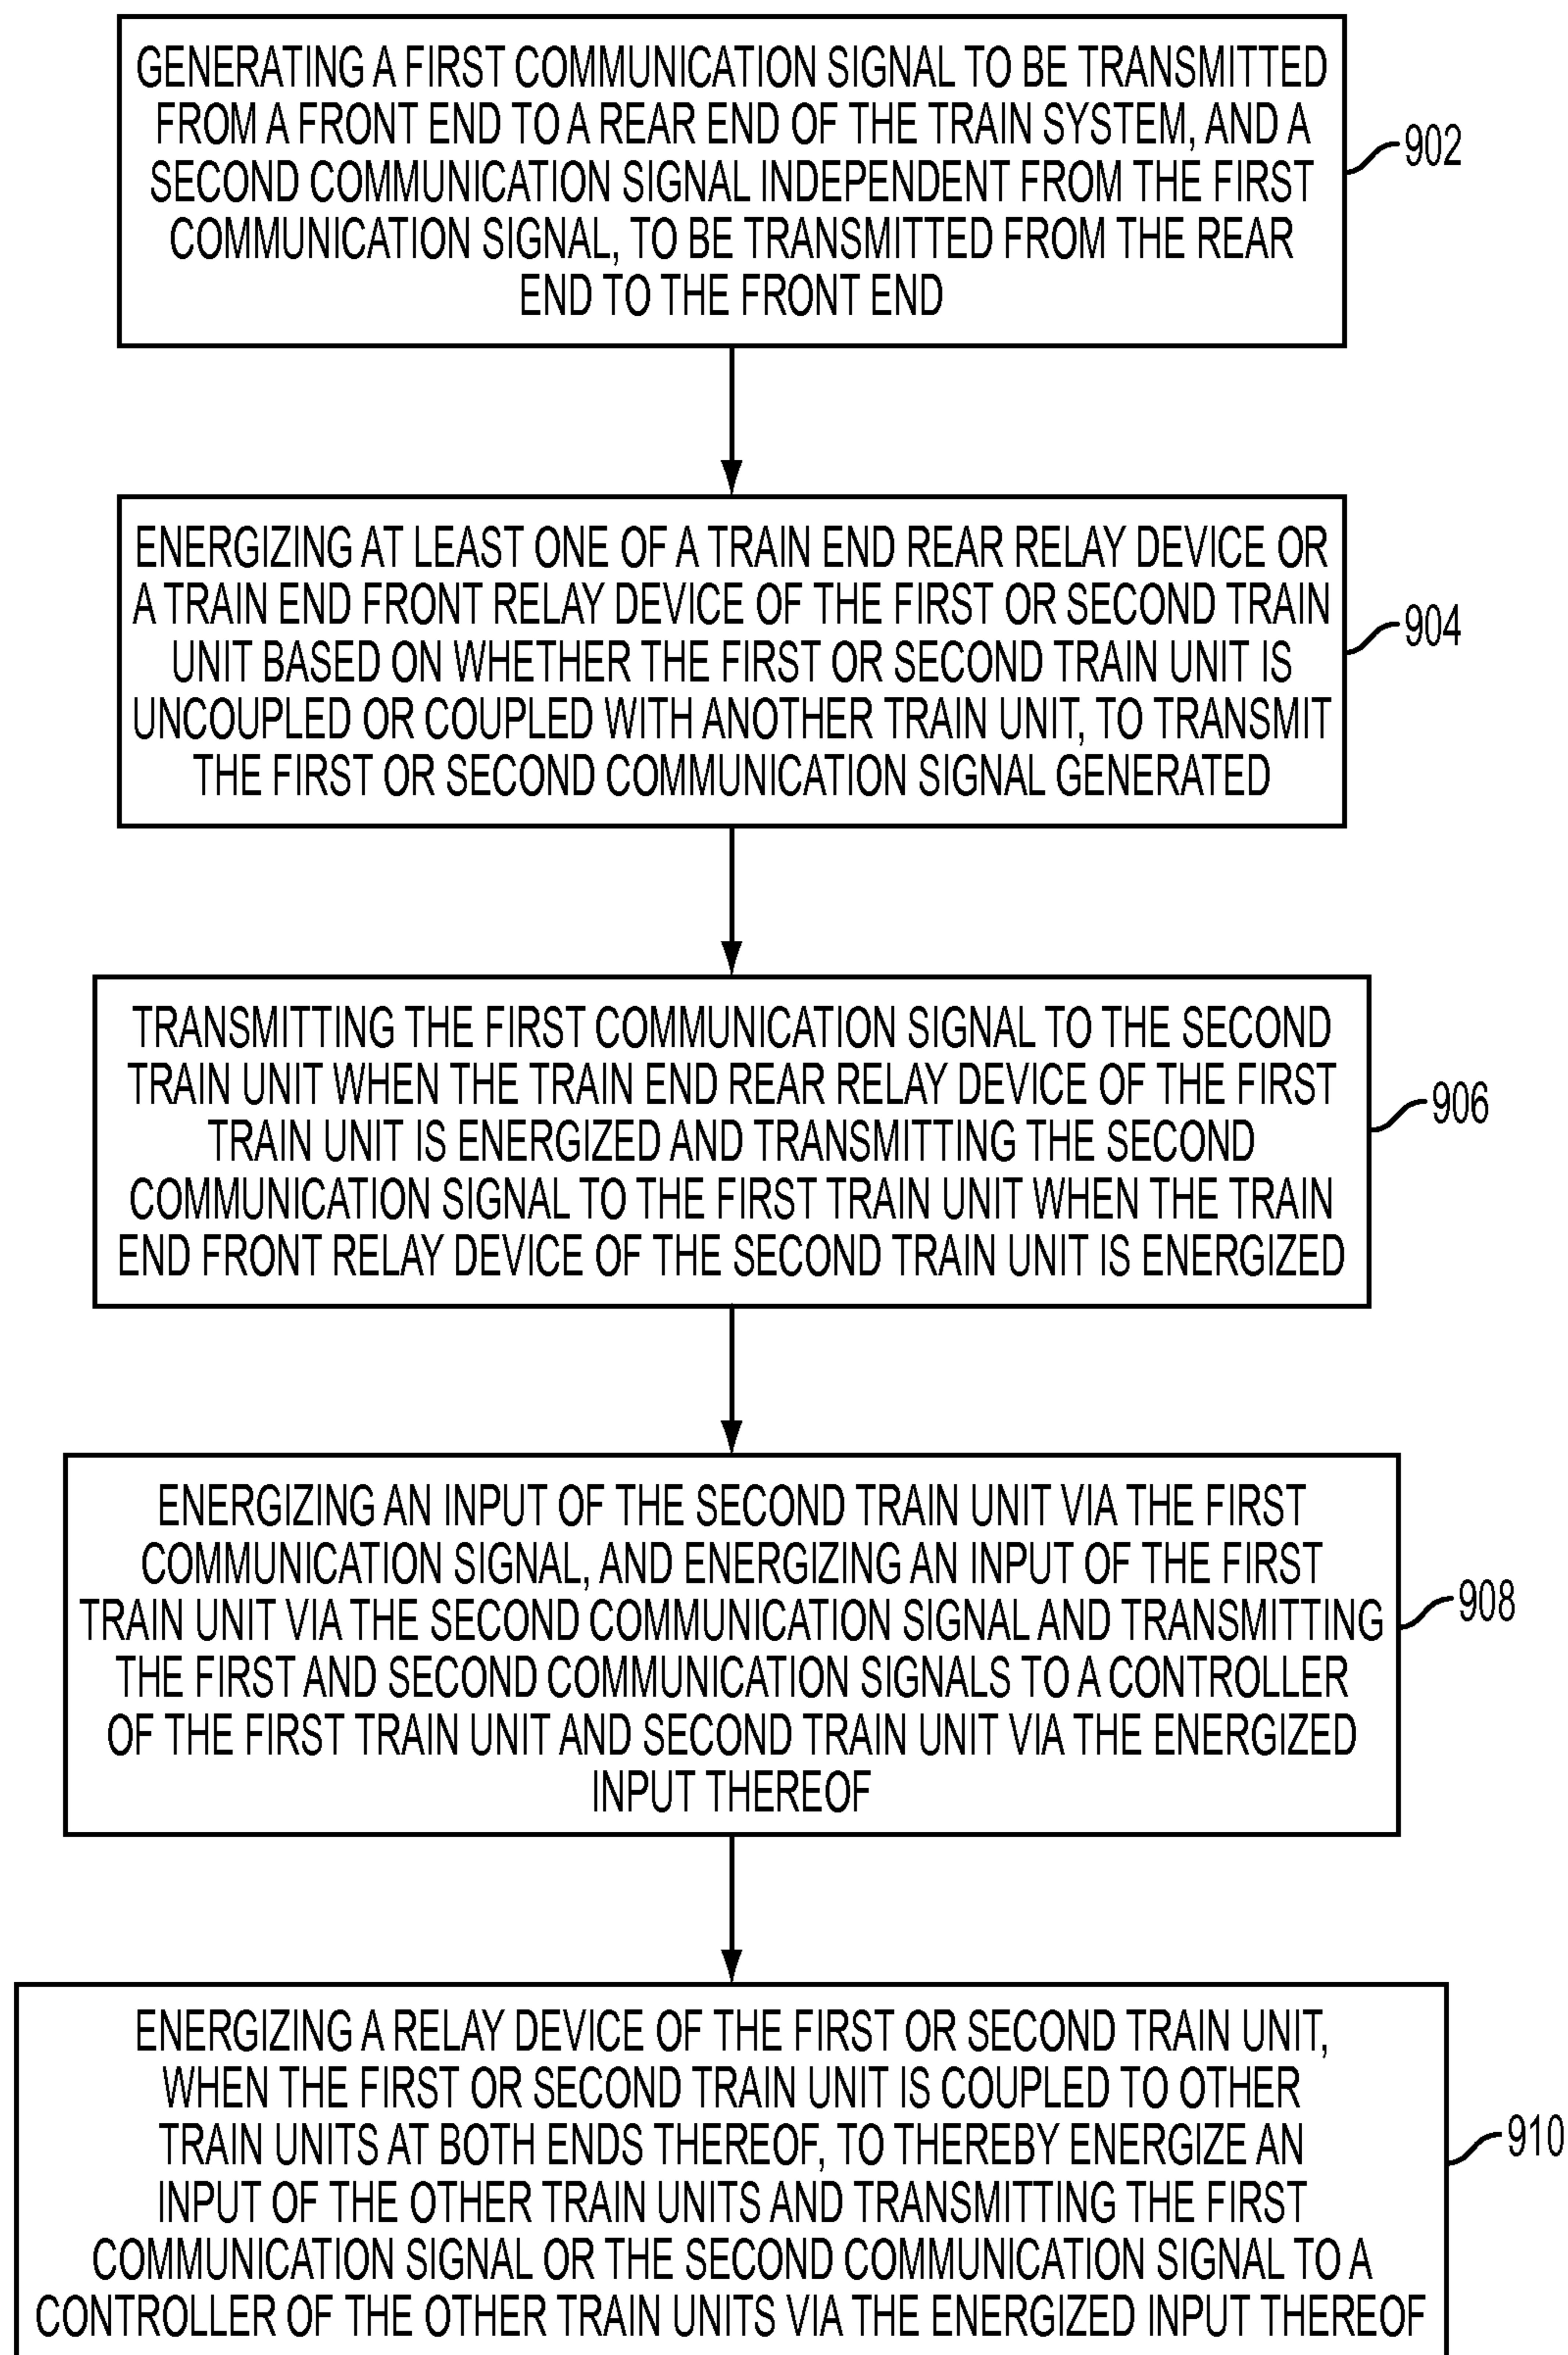 GENERATING A FIRST COMMUNICATION SIGNAL TO BE TRANSMITTED
FROM A FRONT END TO A REAR END OF THE TRAIN SYSTEM, AND A
SECOND COMMUNICATION SIGNAL INDEPENDENT FROM THE FIRST
COMMUNICATION SIGNAL, TO BE TRANSMITTED FROM THE REAR
END TO THE FRONT END
902
ENERGIZING AT LEAST ONE OF A TRAIN END REAR RELAY DEVICE OR
A TRAIN END FRONT RELAY DEVICE OF THE FIRST OR SECOND TRAIN
UNIT BASED ON WHETHER THE FIRST OR SECOND TRAIN UNIT IS
UNCOUPLED OR COUPLED WITH ANOTHER TRAIN UNIT, TO TRANSMIT
THE FIRST OR SECOND COMMUNICATION SIGNAL GENERATED
904
TRANSMITTING THE FIRST COMMUNICATION SIGNAL TO THE SECOND
TRAIN UNIT WHEN THE TRAIN END REAR RELAY DEVICE OF THE FIRST
TRAIN UNIT IS ENERGIZED AND TRANSMITTING THE SECOND
COMMUNICATION SIGNAL TO THE FIRST TRAIN UNIT WHEN THE TRAIN
END FRONT RELAY DEVICE OF THE SECOND TRAIN UNIT IS ENERGIZED
906
ENERGIZING AN INPUT OF THE SECOND TRAIN UNIT VIA THE FIRST
COMMUNICATION SIGNAL, AND ENERGIZING AN INPUT OF THE FIRST
TRAIN UNIT VIA THE SECOND COMMUNICATION SIGNAL AND TRANSMITTING
THE FIRST AND SECOND COMMUNICATION SIGNALS TO A CONTROLLER
OF THE FIRST TRAIN UNIT AND SECOND TRAIN UNIT VIA THE ENERGIZED
INPUT THEREOF
908
ENERGIZING A RELAY DEVICE OF THE FIRST OR SECOND TRAIN UNIT,
WHEN THE FIRST OR SECOND TRAIN UNIT IS COUPLED TO OTHER
TRAIN UNITS AT BOTH ENDS THEREOF, TO THEREBY ENERGIZE AN
INPUT OF THE OTHER TRAIN UNITS AND TRANSMITTING THE FIRST
COMMUNICATION SIGNAL OR THE SECOND COMMUNICATION SIGNAL TO A
CONTROLLER OF THE OTHER TRAIN UNITS VIA THE ENERGIZED INPUT THEREOF
910